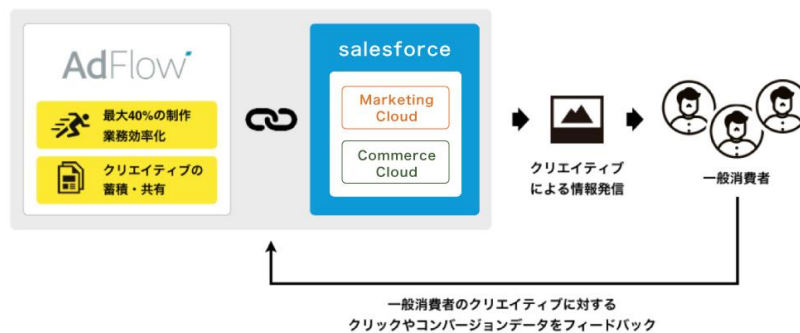 AdFlow
最大40%の制作
業務効率化
クリエイティブの
蓄積・共有
salesforce
Marketing
Cloud
Commerce
Cloud
クリエイティブ
による情報発信
一般消費者
一般消費者のクリエイティブに対する
クリックやコンバージョンデータをフィードバック